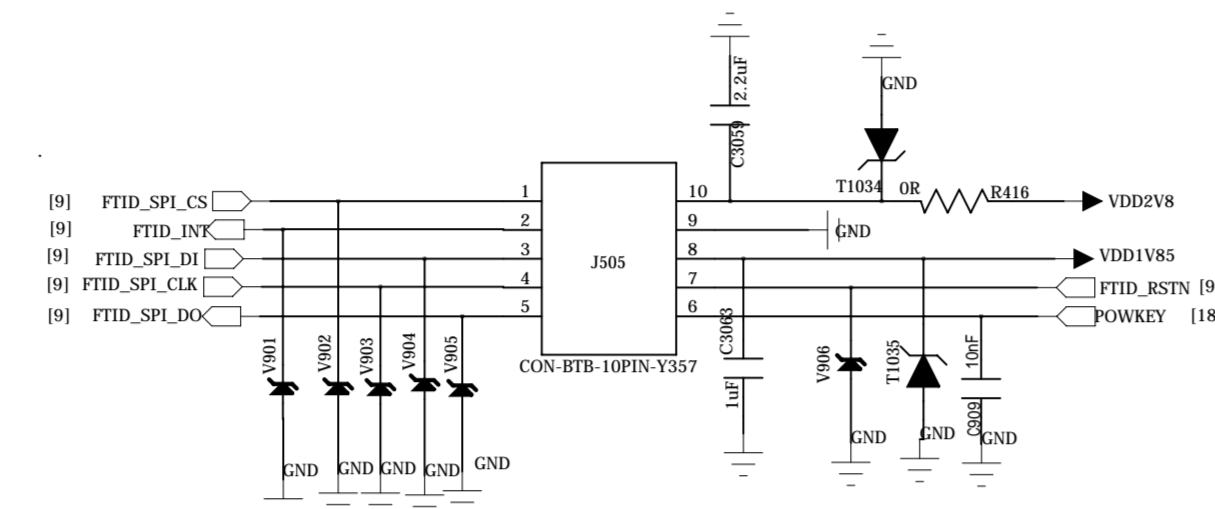 2.2uF
C3059
GND
T1034
0R
R416
VDD2V8
[9] FTID_SPI_CS
1
10
[9] FTID_INT
2
9
GND
[9] FTID_SPI_DI
3
8
VDD1V85
J505
[9] FTID_SPI_CLK
4
7
FTID_RSTN [9
[9] FTID_SPI_DO
5
6
POWKEY [18
CON-BTB-10PIN-Y357
V901
V902
V903
V904
V905
C3063
1uF
V906
T1035
10nF
C909
GND
GND
GND
GND
GND
GND
GND
GND